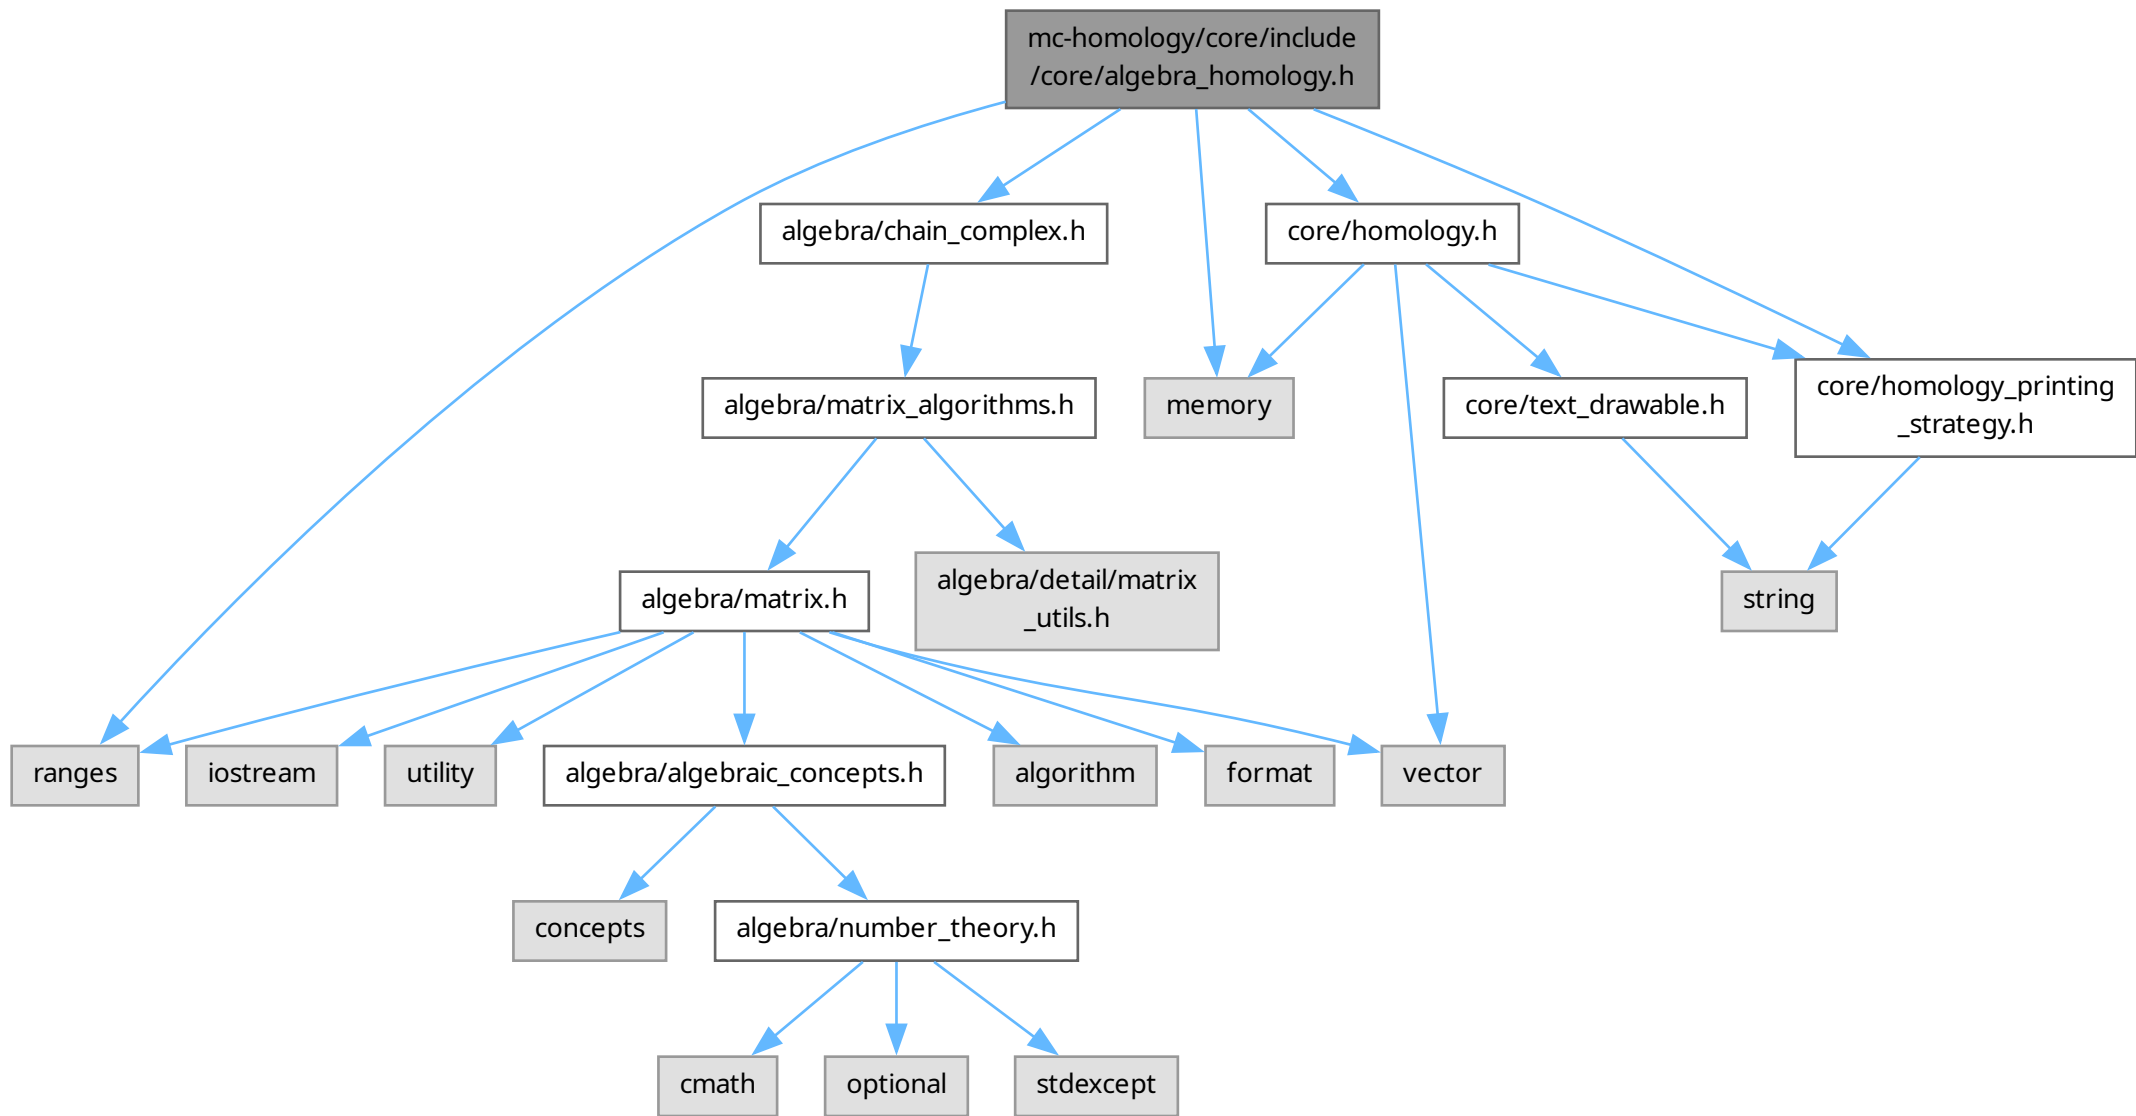 mc-homology/core/include
/core/algebra_homology.h
algebra/chain_complex.h
core/homology.h
algebra/matrix_algorithms.h
memory
core/text_drawable.h
core/homology_printing
_strategy.h
algebra/matrix.h
algebra/detail/matrix
_utils.h
string
ranges
iostream
utility
algebra/algebraic_concepts.h
algorithm
format
vector
concepts
algebra/number_theory.h
cmath
optional
stdexcept